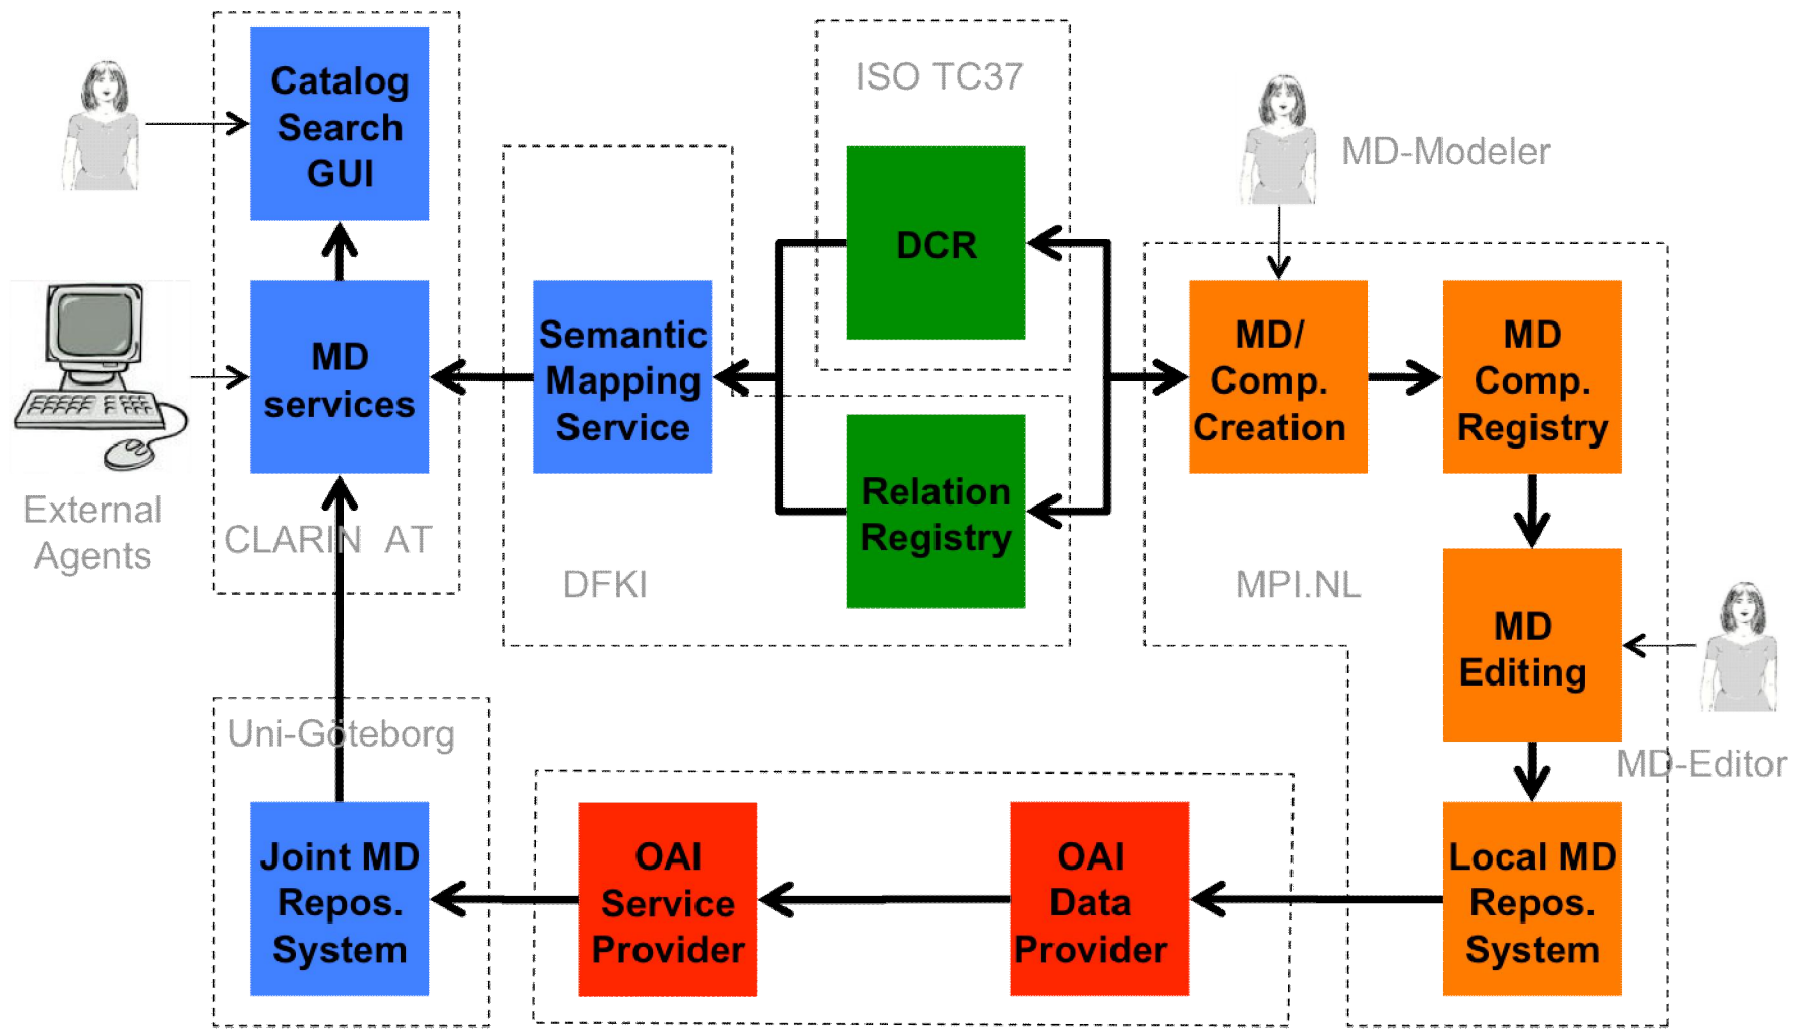 Catalog
Search
GUI
ISO TC37
MD-Modeler
DCR
MD
services
Semantic
Mapping
Service
MD/
Comp.
Creation
MD
Comp.
Registry
External
Agents
CLARIN AT
Relation
Registry
DFKI
MPI.NL
MD
Editing
MD-Editor
Uni-Göteborg
Joint MD
Repos.
System
OAI
Service
Provider
OAI
Data
Provider
Local MD
Repos.
System